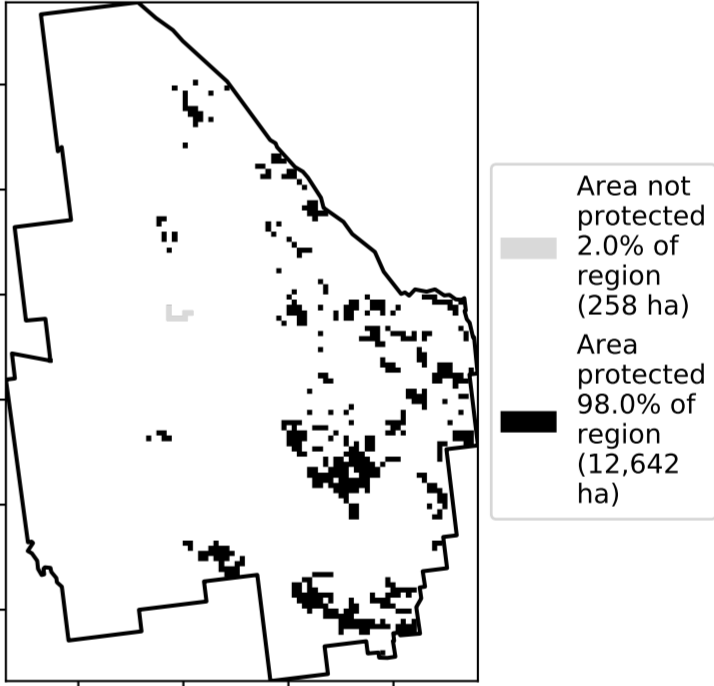 Area not
protected
2.0% of
region
(258 ha)
Area
protected
98.0% of
region
(12,642
ha)